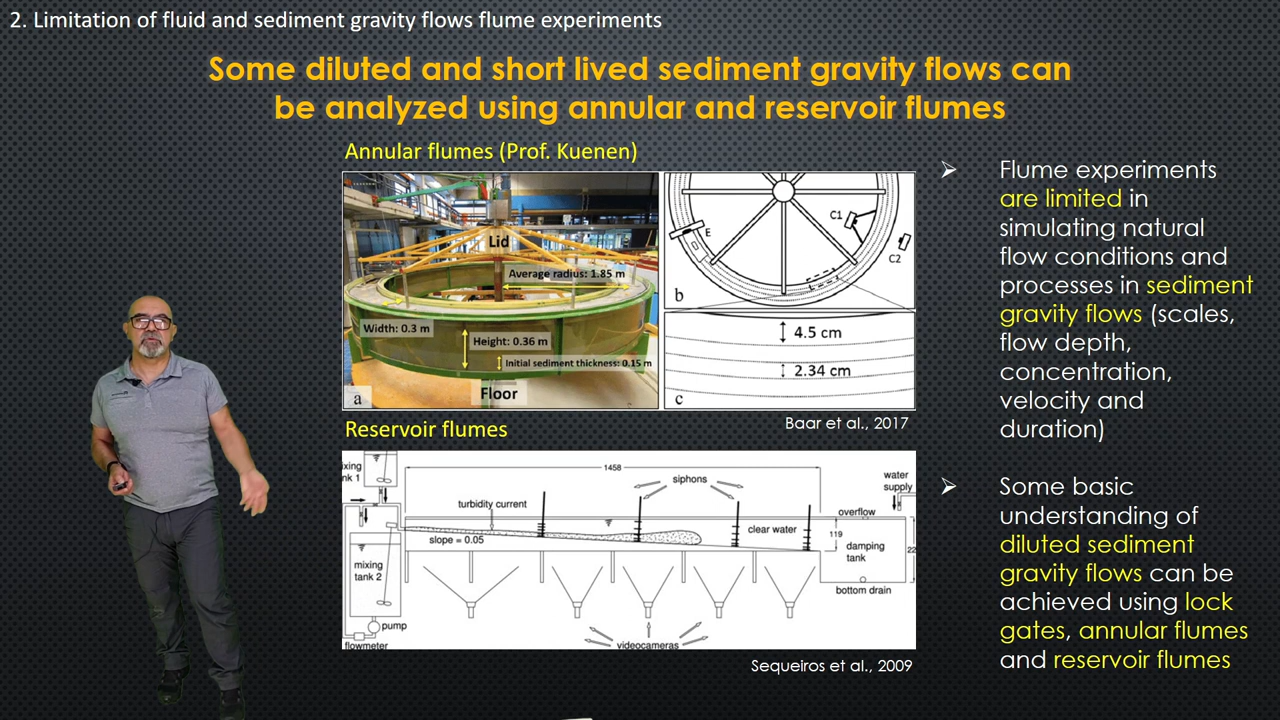 2. Limitation of fluid and sediment gravity flows flume experiments
Some diluted and short lived sediment gravity flows can
be analyzed using annular and reservoir flumes
Annular flumes (Prof. Kuenen)
Lid
Average radius: 1.85 m
Width: 0.3 m
Height: 0.36 m
Initial sediment thickness: 0.15 m
Floor
a
E
C1
C2
b
4.5 cm
2.34 cm
c
Baar et al., 2017
Reservoir flumes
ixing
nk 1
1458
siphons
water
supply
turbidity current
overflow
slope = 0.05
clear water
119
22
damping
tank
mixing
tank 2
bottom drain
pump
flowmeter
videocameras
Sequeiros et al., 2009
➢ Flume experiments
are limited in
simulating natural
flow conditions and
processes in sediment
gravity flows (scales,
flow depth,
concentration,
velocity and
duration)
➢ Some basic
understanding of
diluted sediment
gravity flows can be
achieved using lock
gates, annular flumes
and reservoir flumes